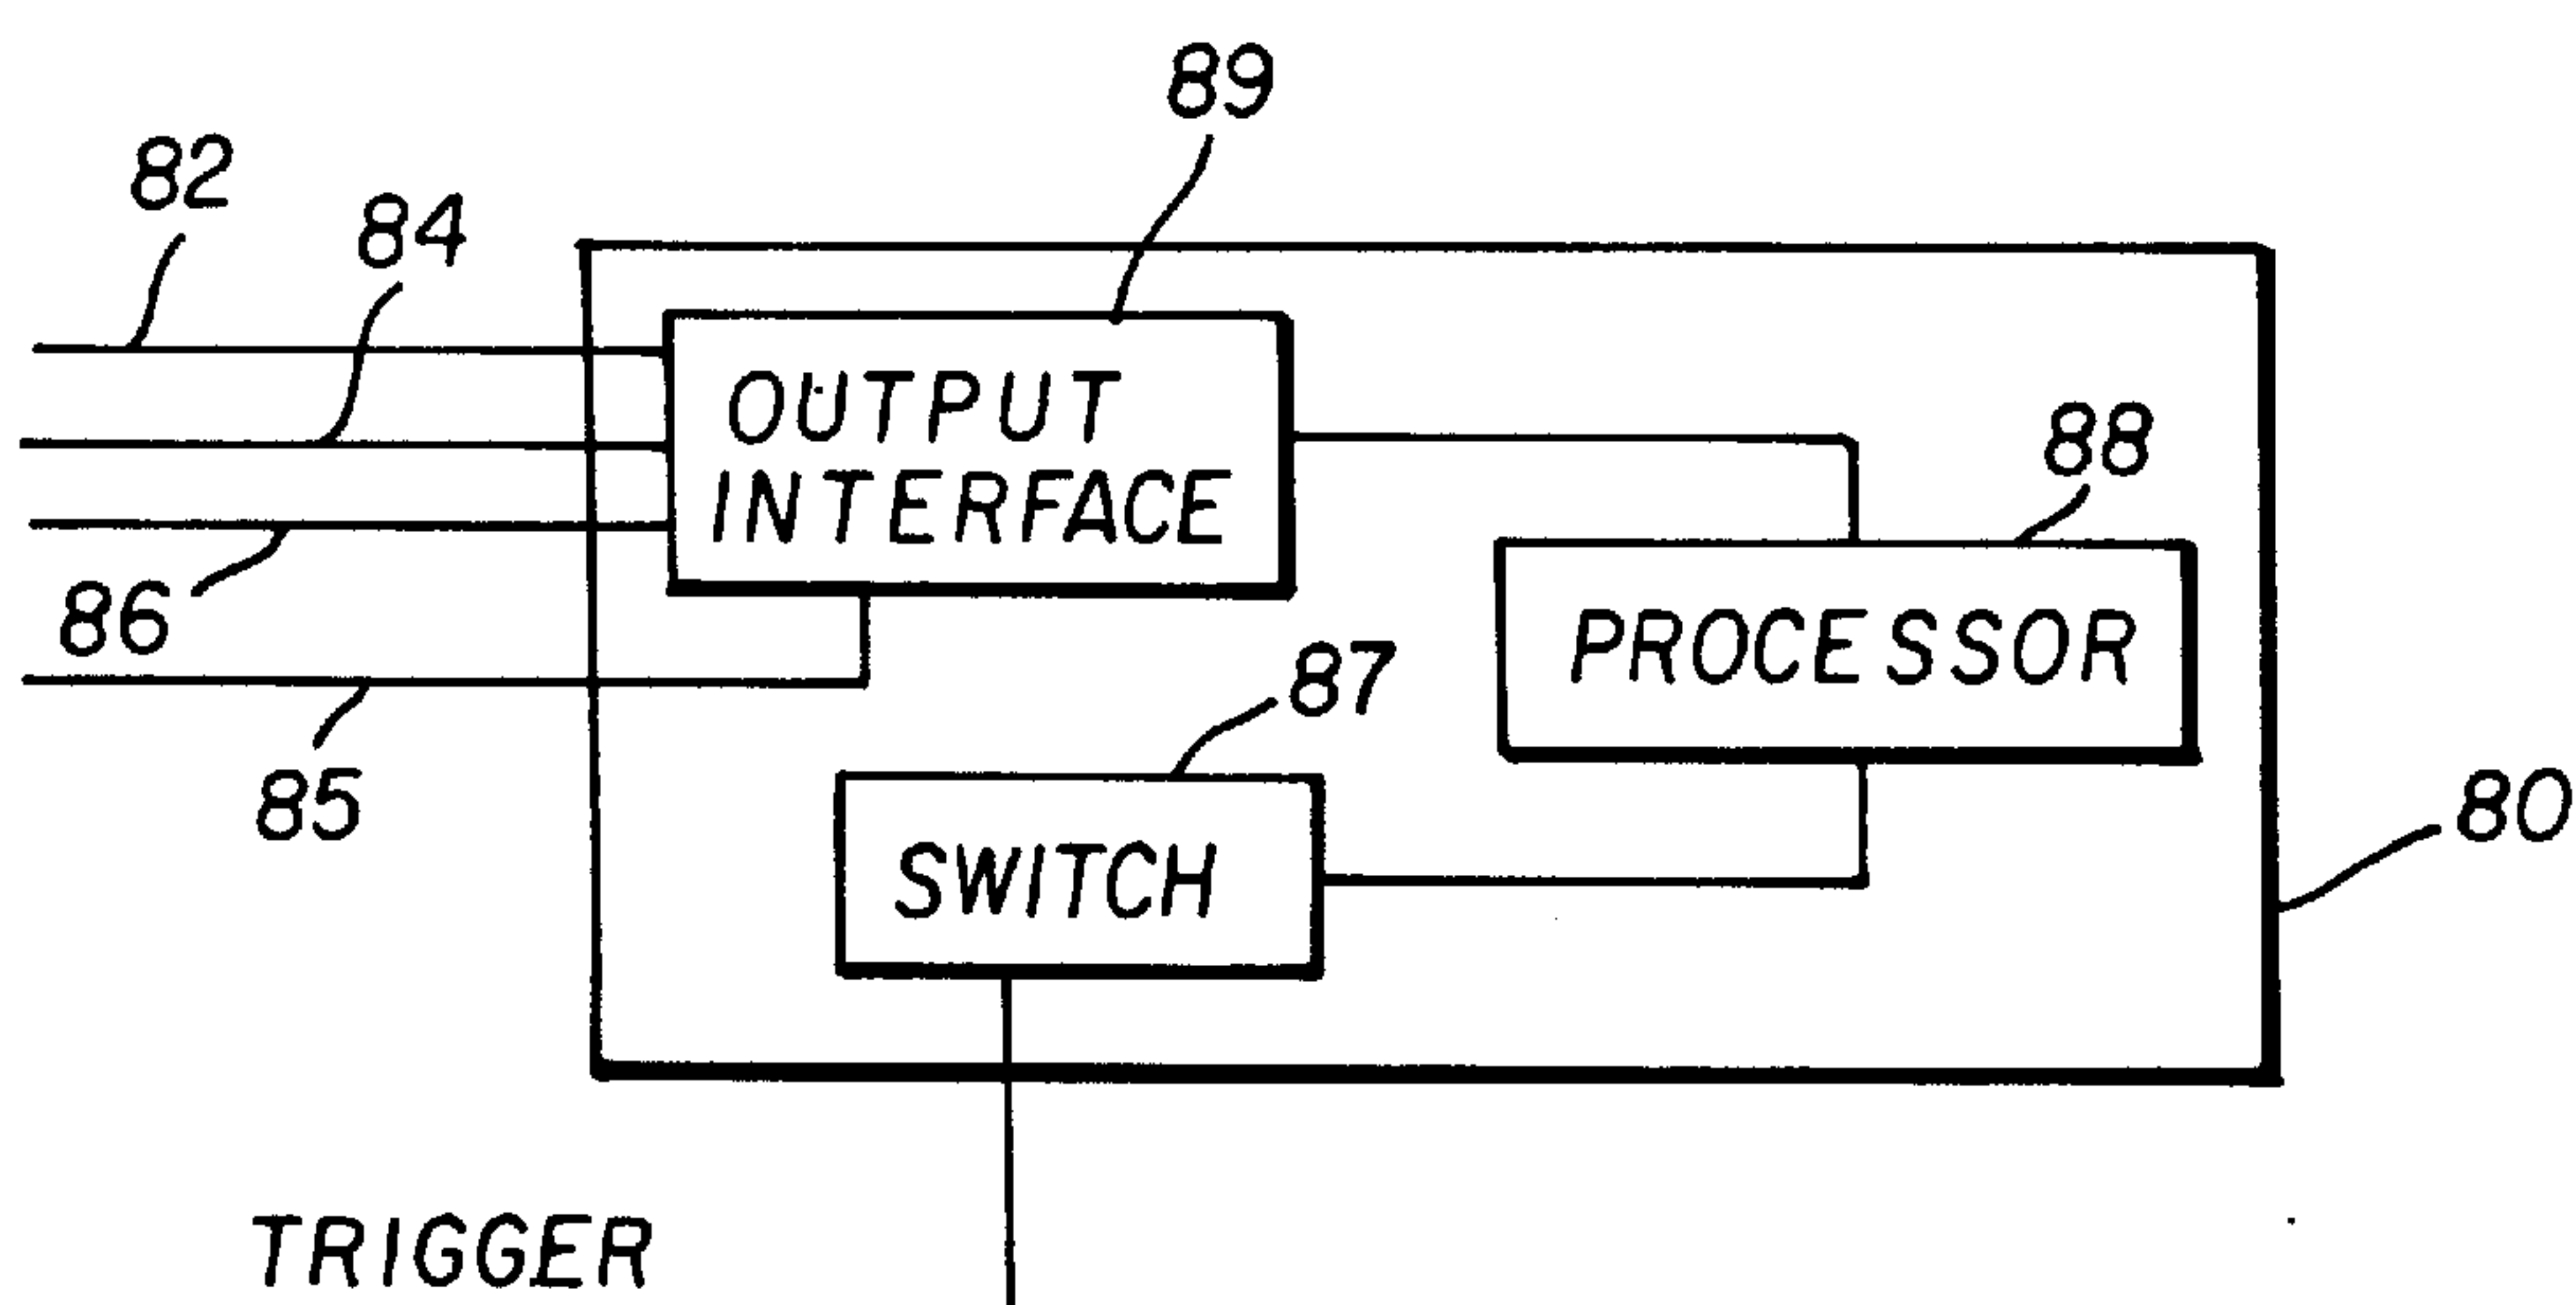 89
82
84
OUTPUT
INTERFACE
88
86
PROCESSOR
87
85
SWITCH
80
TRIGGER